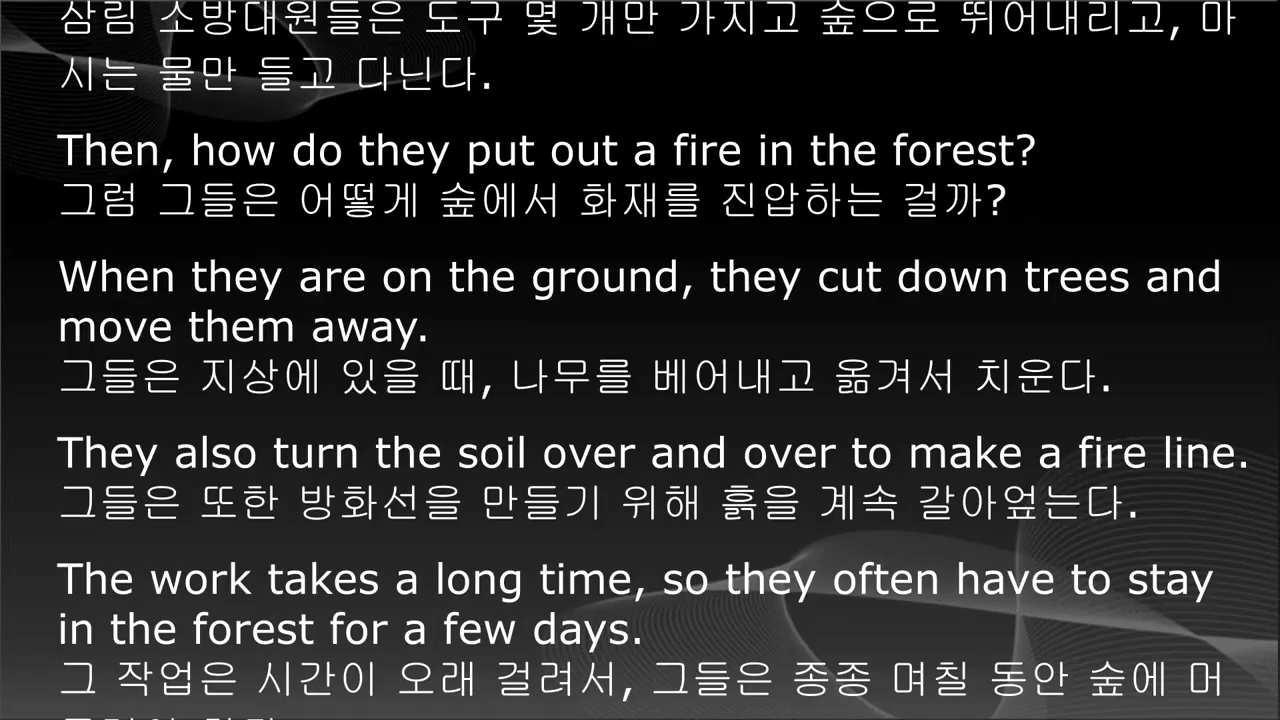 삼림 소방대원들은 도구 몇 개만 가지고 숲으로 뛰어내리고, 마
시는 물만 들고 다닌다.
Then, how do they put out a fire in the forest?
그럼 그들은 어떻게 숲에서 화재를 진압하는 걸까?
When they are on the ground, they cut down trees and
move them away.
그들은 지상에 있을 때, 나무를 베어내고 옮겨서 치운다.
They also turn the soil over and over to make a fire line.
그들은 또한 방화선을 만들기 위해 흙을 계속 갈아엎는다.
The work takes a long time, so they often have to stay
in the forest for a few days.
그 작업은 시간이 오래 걸려서, 그들은 종종 며칠 동안 숲에 머